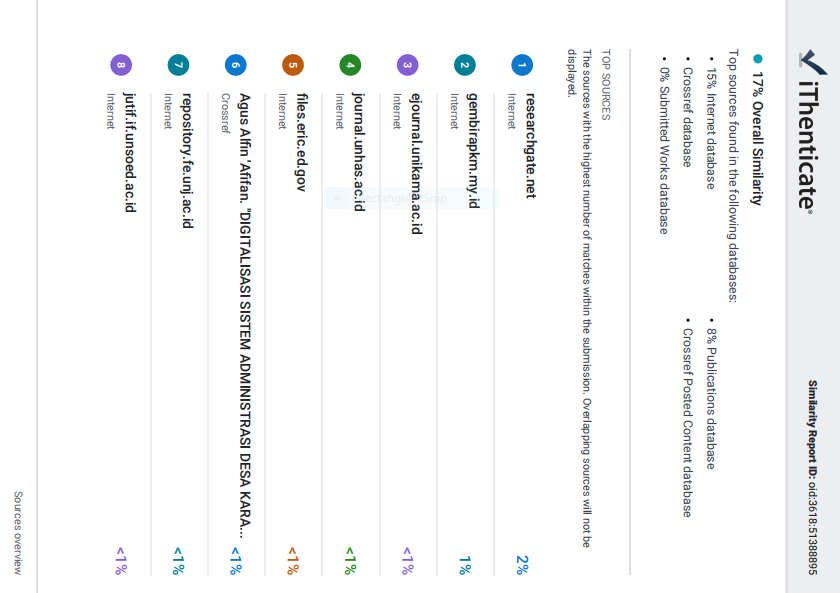 iThenticate®
Similarity Report ID: oid:3618:51388895
17% Overall Similarity
Top sources found in the following databases:
• 15% Internet database
• 8% Publications database
• Crossref database
• Crossref Posted Content database
• 0% Submitted Works database
TOP SOURCES
The sources with the highest number of matches within the submission. Overlapping sources will not be
displayed.
1
researchgate.net
Internet
2%
2
gembirapkm.my.id
Internet
1%
3
ejournal.unikama.ac.id
Internet
<1%
4
journal.unhas.ac.id
Internet
<1%
5
files.eric.ed.gov
Internet
<1%
6
Agus Alfin 'Affan. "DIGITALISASI SISTEM ADMINISTRASI DESA KARA...
Crossref
<1%
7
repository.fe.unj.ac.id
Internet
<1%
8
jutif.if.unsoed.ac.id
Internet
<1%
Rectangular Snip
Sources overview